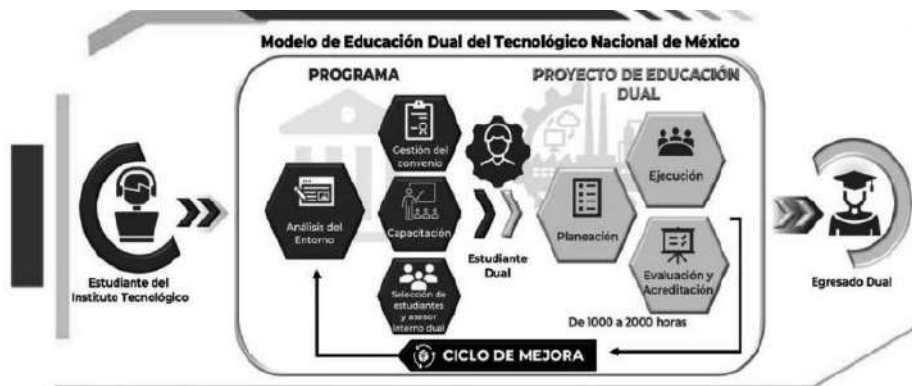 Modelo de Educación Dual del Tecnológico Nacional de México
PROGRAMA
PROYECTO DE EDUCACIÓN
DUAL
Gestión del
convenio
Análisis del
Entorno
Capacitación
Selección de
estudiantes
y asesor
interno dual
Estudiante
Dual
Planeación
Ejecución
Evaluación y
Acreditación
De 1000 a 2000 horas
CICLO DE MEJORA
Estudiante del
Instituto Tecnológico
Egresado Dual